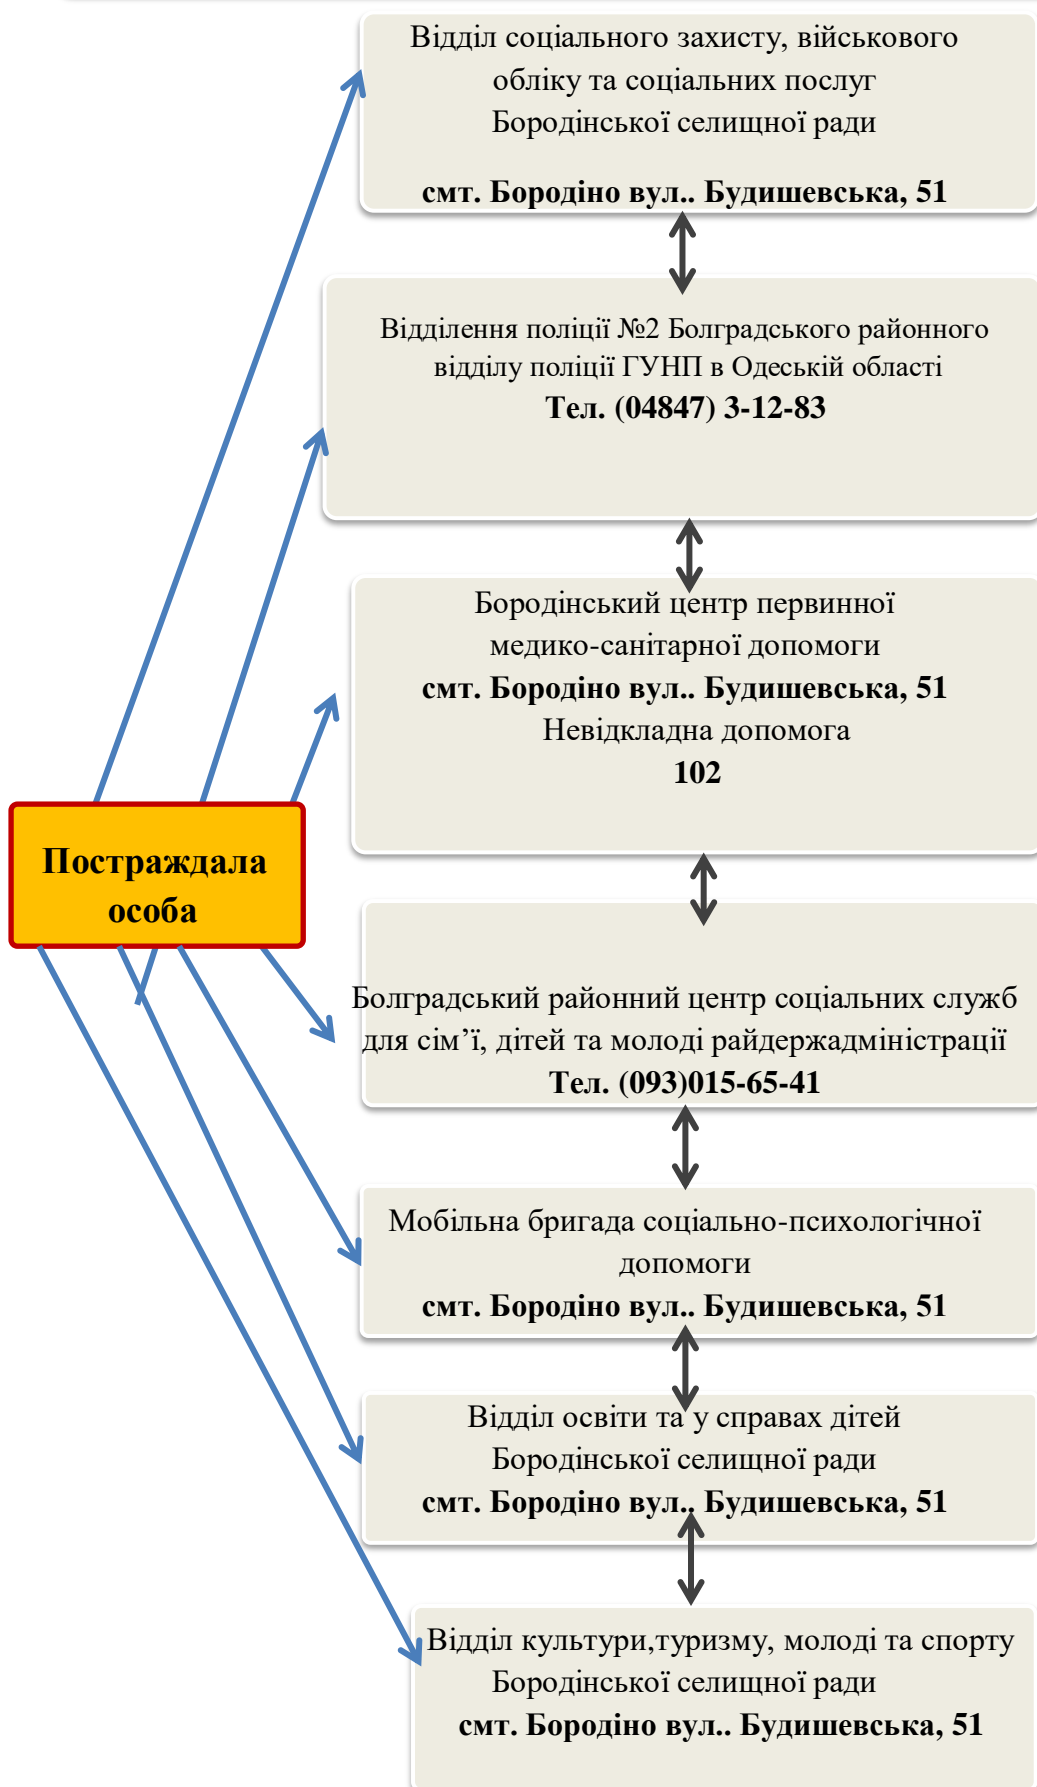 Відділ соціального захисту, військового
обліку та соціальних послуг
Бородінської селищної ради
смт. Бородіно вул.. Будишевська, 51
Відділення поліції №2 Болградського районного
відділу поліції ГУНП в Одеській області
Тел. (04847) 3-12-83
Бородінський центр первинної
медико-санітарної допомоги
смт. Бородіно вул.. Будишевська, 51
Невідкладна допомога
102
Постраждала
особа
Болградський районний центр соціальних служб
для сім’ї, дітей та молоді райдержадміністрації
Тел. (093)015-65-41
Мобільна бригада соціально-психологічної
допомоги
смт. Бородіно вул.. Будишевська, 51
Відділ освіти та у справах дітей
Бородінської селищної ради
смт. Бородіно вул.. Будишевська, 51
Відділ культури,туризму, молоді та спорту
Бородінської селищної ради
смт. Бородіно вул.. Будишевська, 51